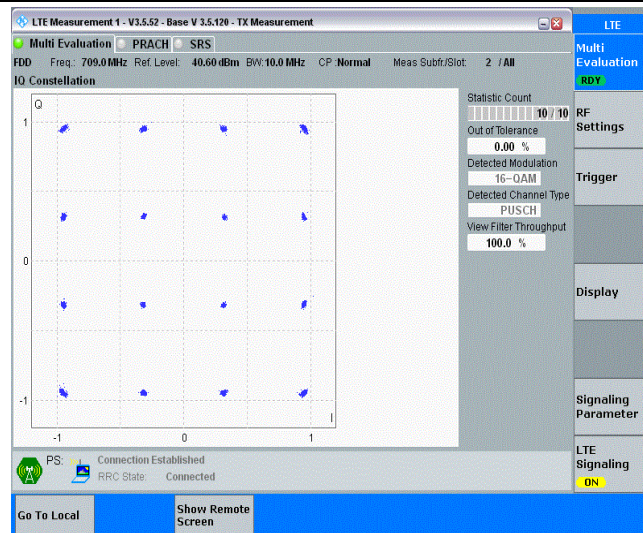 LTE Measurement 1 - V3.5.52 - Base V 3.5.120 - TX Measurement
LTE
Multi Evaluation PRACH SRS
FDD Freq.: 709.0 MHz Ref. Level: 40.60 dBm BW: 10.0 MHz CP: Normal Meas Subfr./Slot: 2 / All
IQ Constellation
Multi
Evaluation
RDY
RF
Settings
Trigger
Display
Signaling
Parameter
LTE
Signaling
ON
Statistic Count
10 / 10
Out of Tolerance
0.00 %
Detected Modulation
16-QAM
Detected Channel Type
PUSCH
View Filter Throughput
100.0 %
Q
1
0
-1
I
-1 0 1
PS: Connection Established
RRC State: Connected
Go To Local
Show Remote
Screen